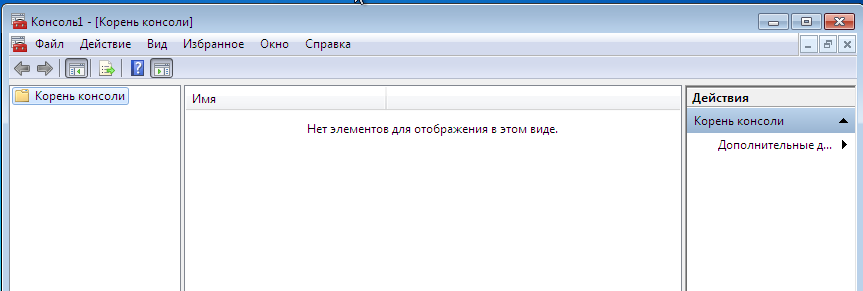 Консоль1 - [Корень консоли]
Файл Действие Вид Избранное Окно Справка
Корень консоли
Имя
Нет элементов для отображения в этом виде.
Действия
Корень консоли
Дополнительные д...